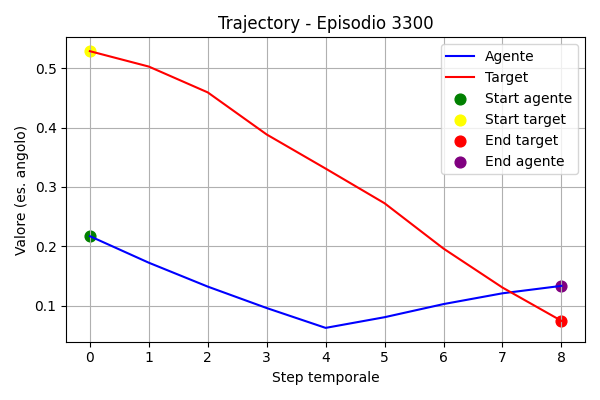 Trajectory - Episodio 3300
Valore (es. angolo)
0.5
0.4
0.3
0.2
0.1
Agente
Target
Start agente
Start target
End target
End agente
0 1 2 3 4 5 6 7 8
Step temporale